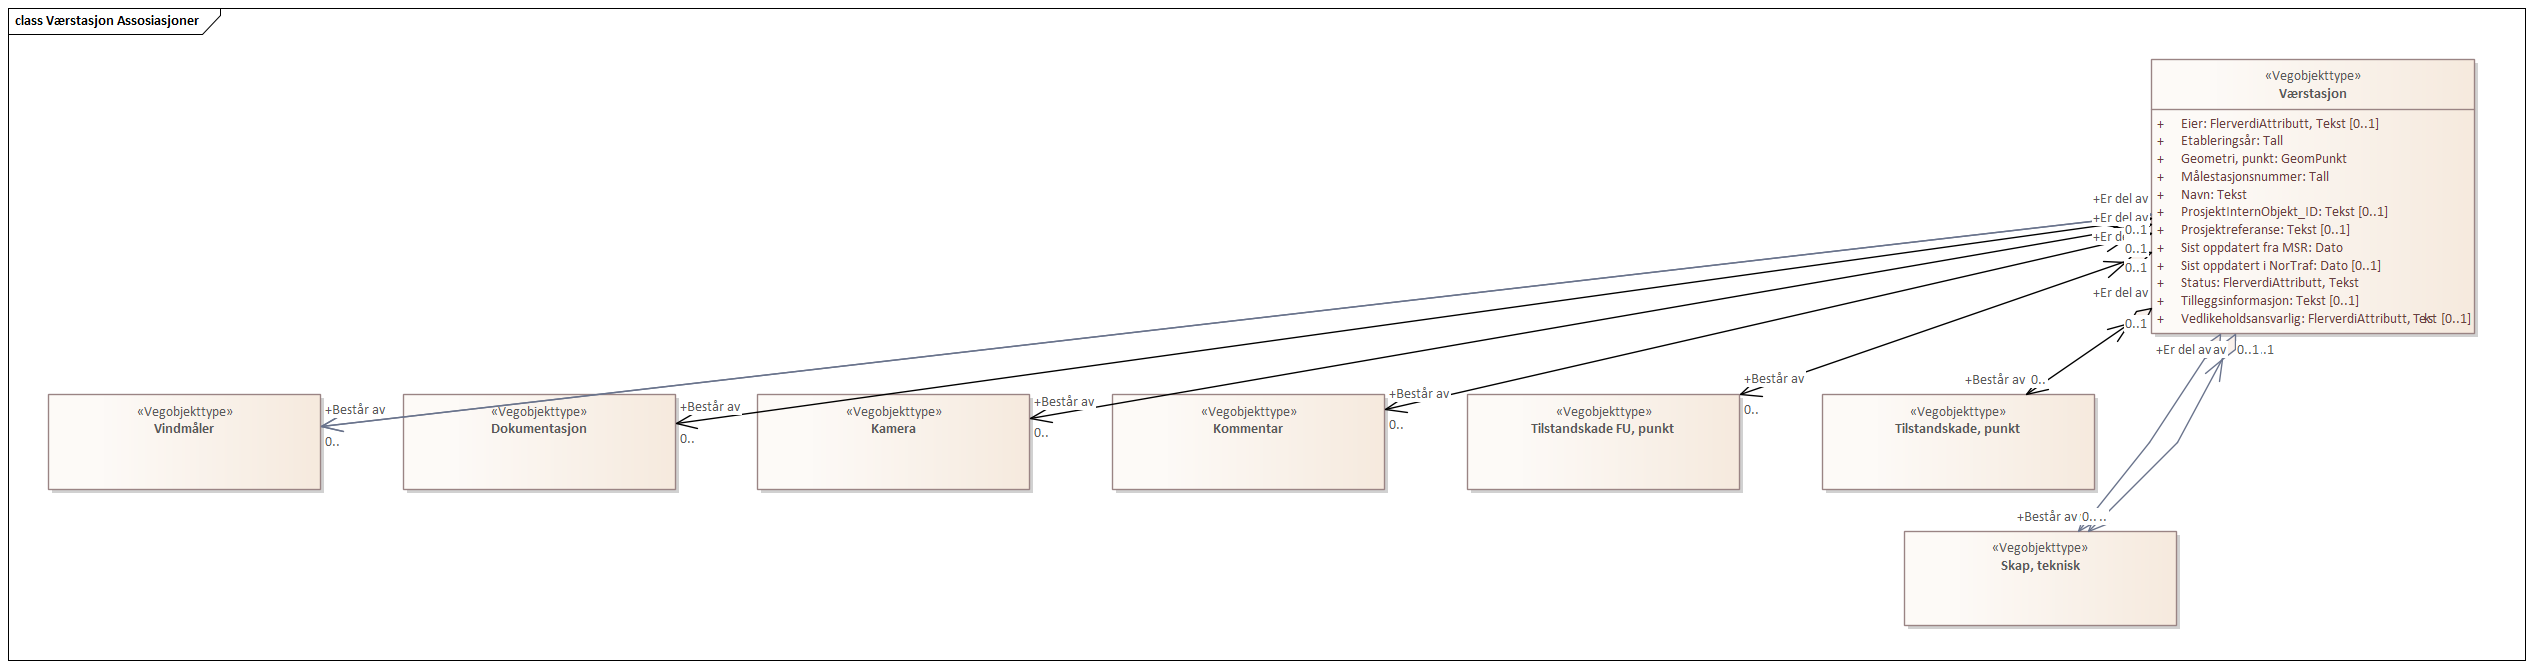 class Værstasjon Assosiasjoner
«Vegobjekttype»
Værstasjon
+ Eier: FlerverdiAttributt, Tekst [0..1]
+ Etableringsår: Tall
+ Geometri, punkt: GeomPunkt
+ Målestasjonsnummer: Tall
+ Navn: Tekst
+ ProsjektInternObjekt_ID: Tekst [0..1]
+ Prosjektreferanse: Tekst [0..1]
+ Sist oppdatert fra MSR: Dato
+ Sist oppdatert i NorTraf: Dato [0..1]
+ Status: FlerverdiAttributt, Tekst
+ Tilleggsinformasjon: Tekst [0..1]
+ Vedlikeholdsansvarlig: FlerverdiAttributt, Tekst [0..1]
+Er del av
+Er del av
0..1
0..1
0..1
+Er del av
0..1
+Er del av
0..1
+Består av
0..
«Vegobjekttype»
Vindmåler
+Består av
0..
«Vegobjekttype»
Dokumentasjon
+Består av
0..
«Vegobjekttype»
Kamera
+Består av
0..
«Vegobjekttype»
Kommentar
+Består av
0..
«Vegobjekttype»
Tilstandskade FU, punkt
+Består av
0..
«Vegobjekttype»
Tilstandskade, punkt
+Består av
0..
«Vegobjekttype»
Skap, teknisk